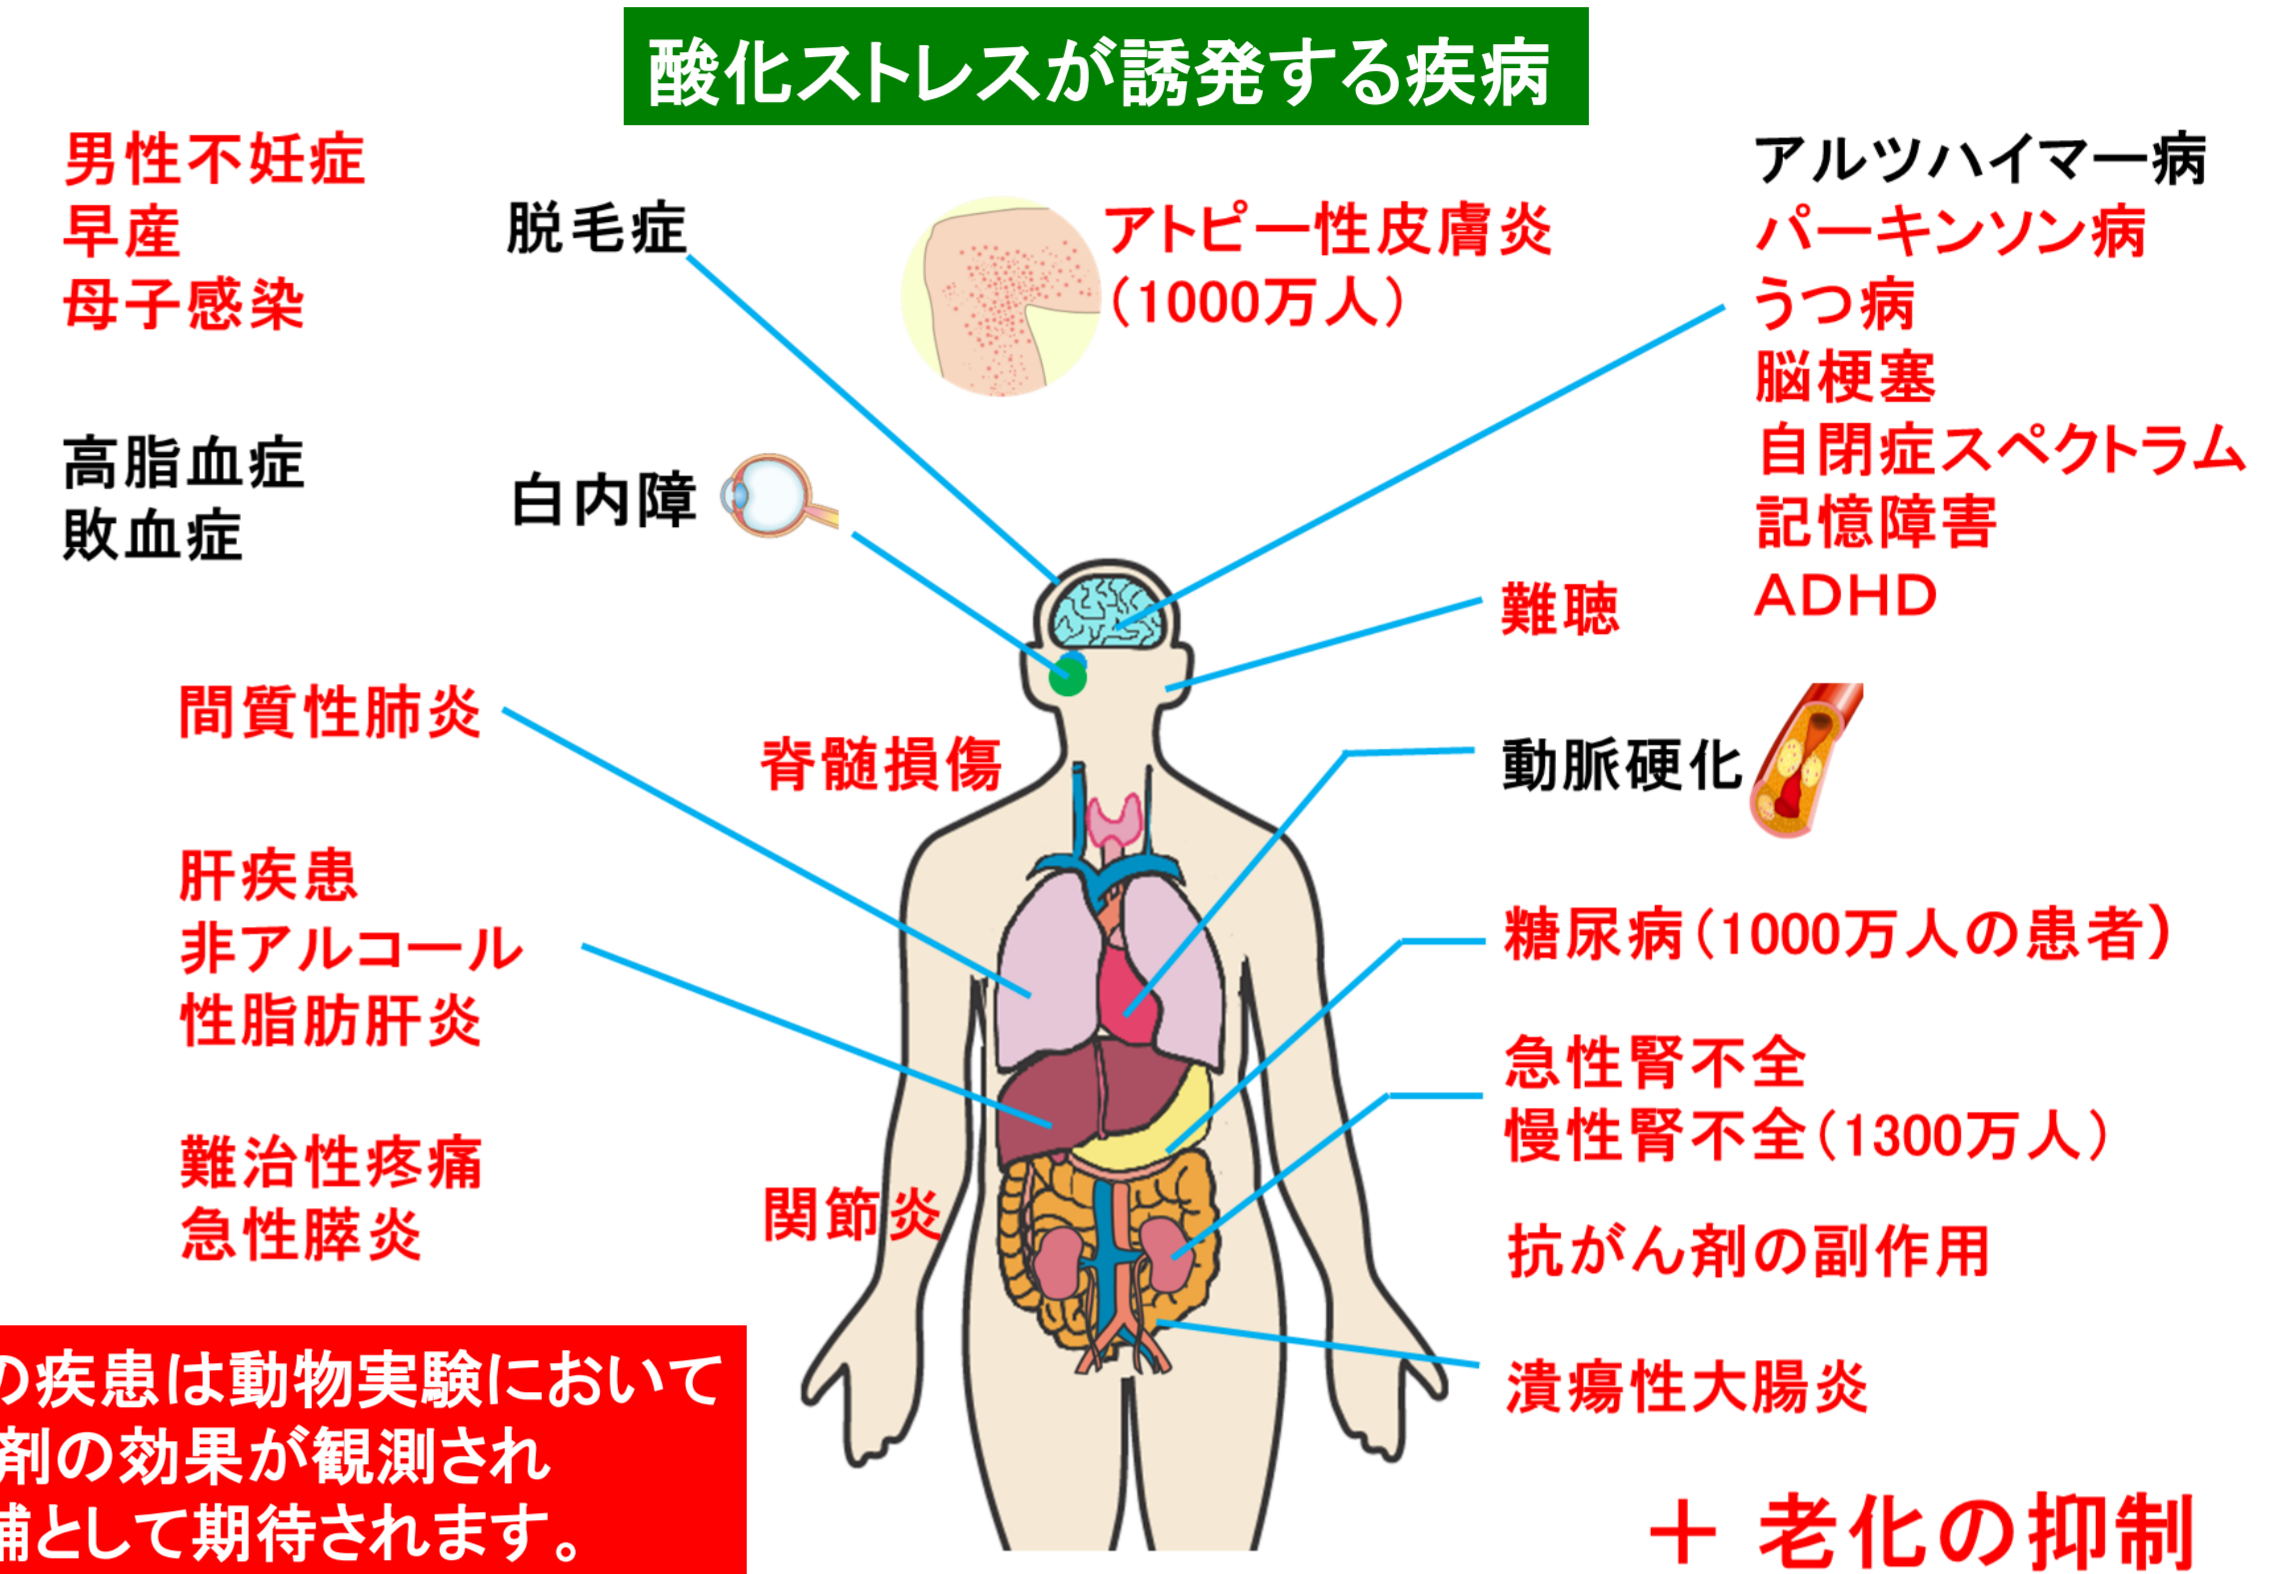 酸化ストレスが誘発する疾病
男性不妊症
早産
母子感染
脱毛症
アトピー性皮膚炎
(1000万人)
アルツハイマー病
パーキンソン病
うつ病
脳梗塞
自閉症スペクトラム
記憶障害
ADHD
高脂血症
敗血症
白内障
難聴
間質性肺炎
脊髄損傷
動脈硬化
肝疾患
非アルコール
性脂肪肝炎
糖尿病(1000万人の患者)
急性腎不全
慢性腎不全(1300万人)
難治性疼痛
急性膵炎
関節炎
抗がん剤の副作用
潰瘍性大腸炎
の疾患は動物実験において
剤の効果が観測され
補として期待されます。
+ 老化の抑制